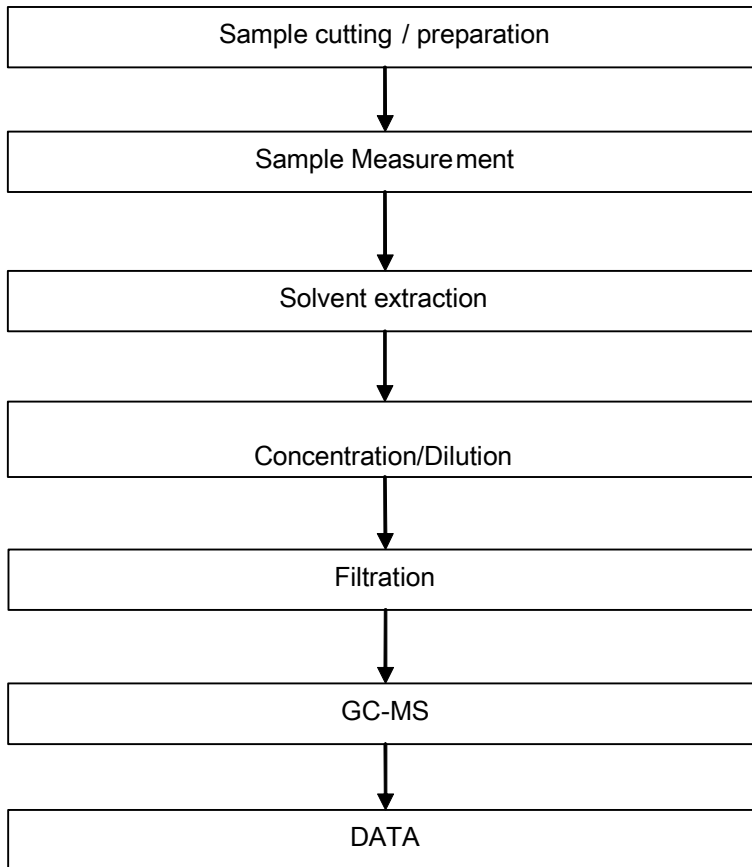 Sample cutting / preparation
Sample Measurement
Solvent extraction
Concentration/Dilution
Filtration
GC-MS
DATA